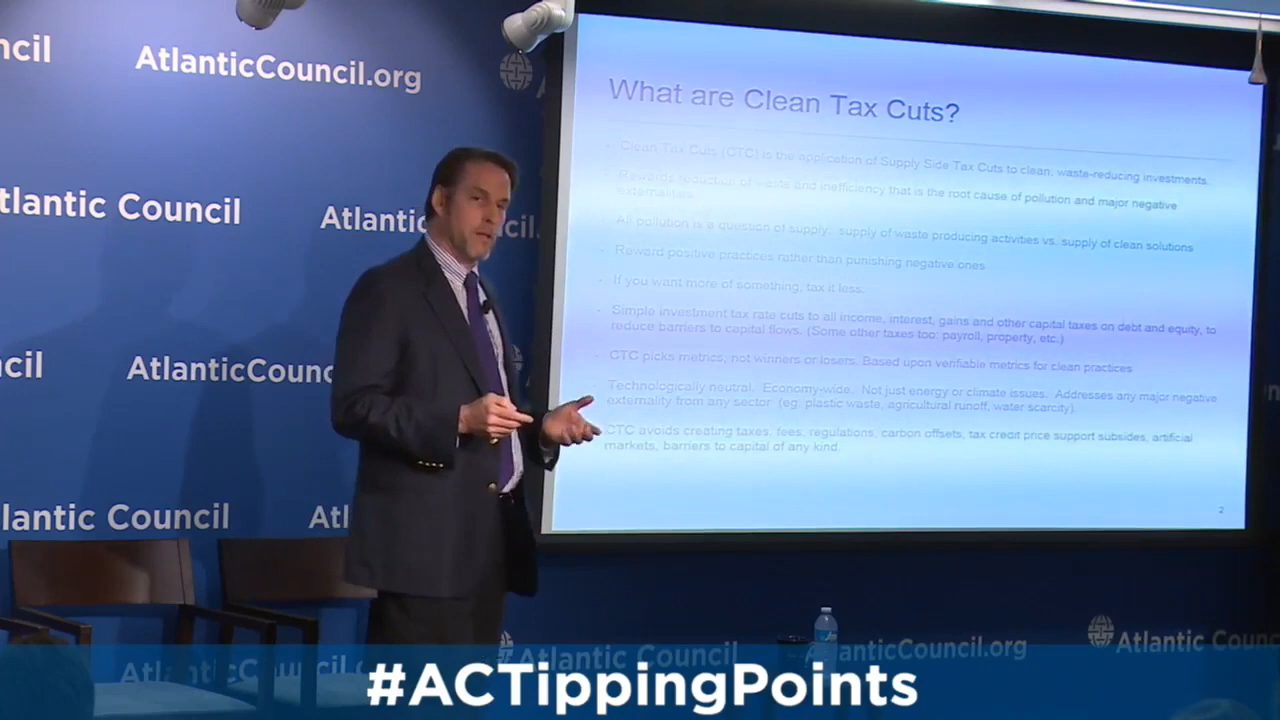 ncil
AtlanticCouncil.org
tlantic Council
Atlantic
cil.
cil
AtlanticCounc
lantic Council
Atl
What are Clean Tax Cuts?
Clean Tax Cuts (CTC) is the application of Supply Side Tax Cuts to clean, waste-reducing investments.
Rewards reduction of waste and inefficiency that is the root cause of pollution and major negative
externalities
All pollution is a question of supply: supply of waste producing activities vs. supply of clean solutions
Reward positive practices rather than punishing negative ones
If you want more of something, tax it less.
Simple investment tax rate cuts to all income, interest, gains and other capital taxes on debt and equity, to
reduce barriers to capital flows. (Some other taxes too: payroll, property, etc.)
CTC picks metrics, not winners or losers. Based upon verifiable metrics for clean practices
Technologically neutral. Economy-wide. Not just energy or climate issues. Addresses any major negative
externality from any sector (eg. plastic waste, agricultural runoff, water scarcity).
CTC avoids creating taxes, fees, regulations, carbon offsets, tax credit price support subsides, artificial
markets, barriers to capital of any kind.
2
Atlantic Council
AtlanticCouncil.org
Atlantic Counc
#ACTippingPoints